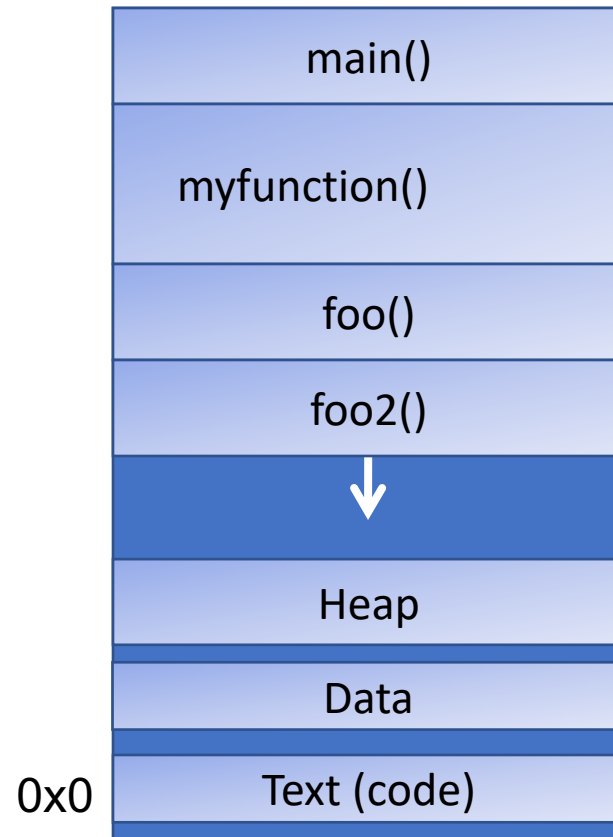 main()
myfunction()
foo()
foo2()
Heap
Data
0x0 Text (code)